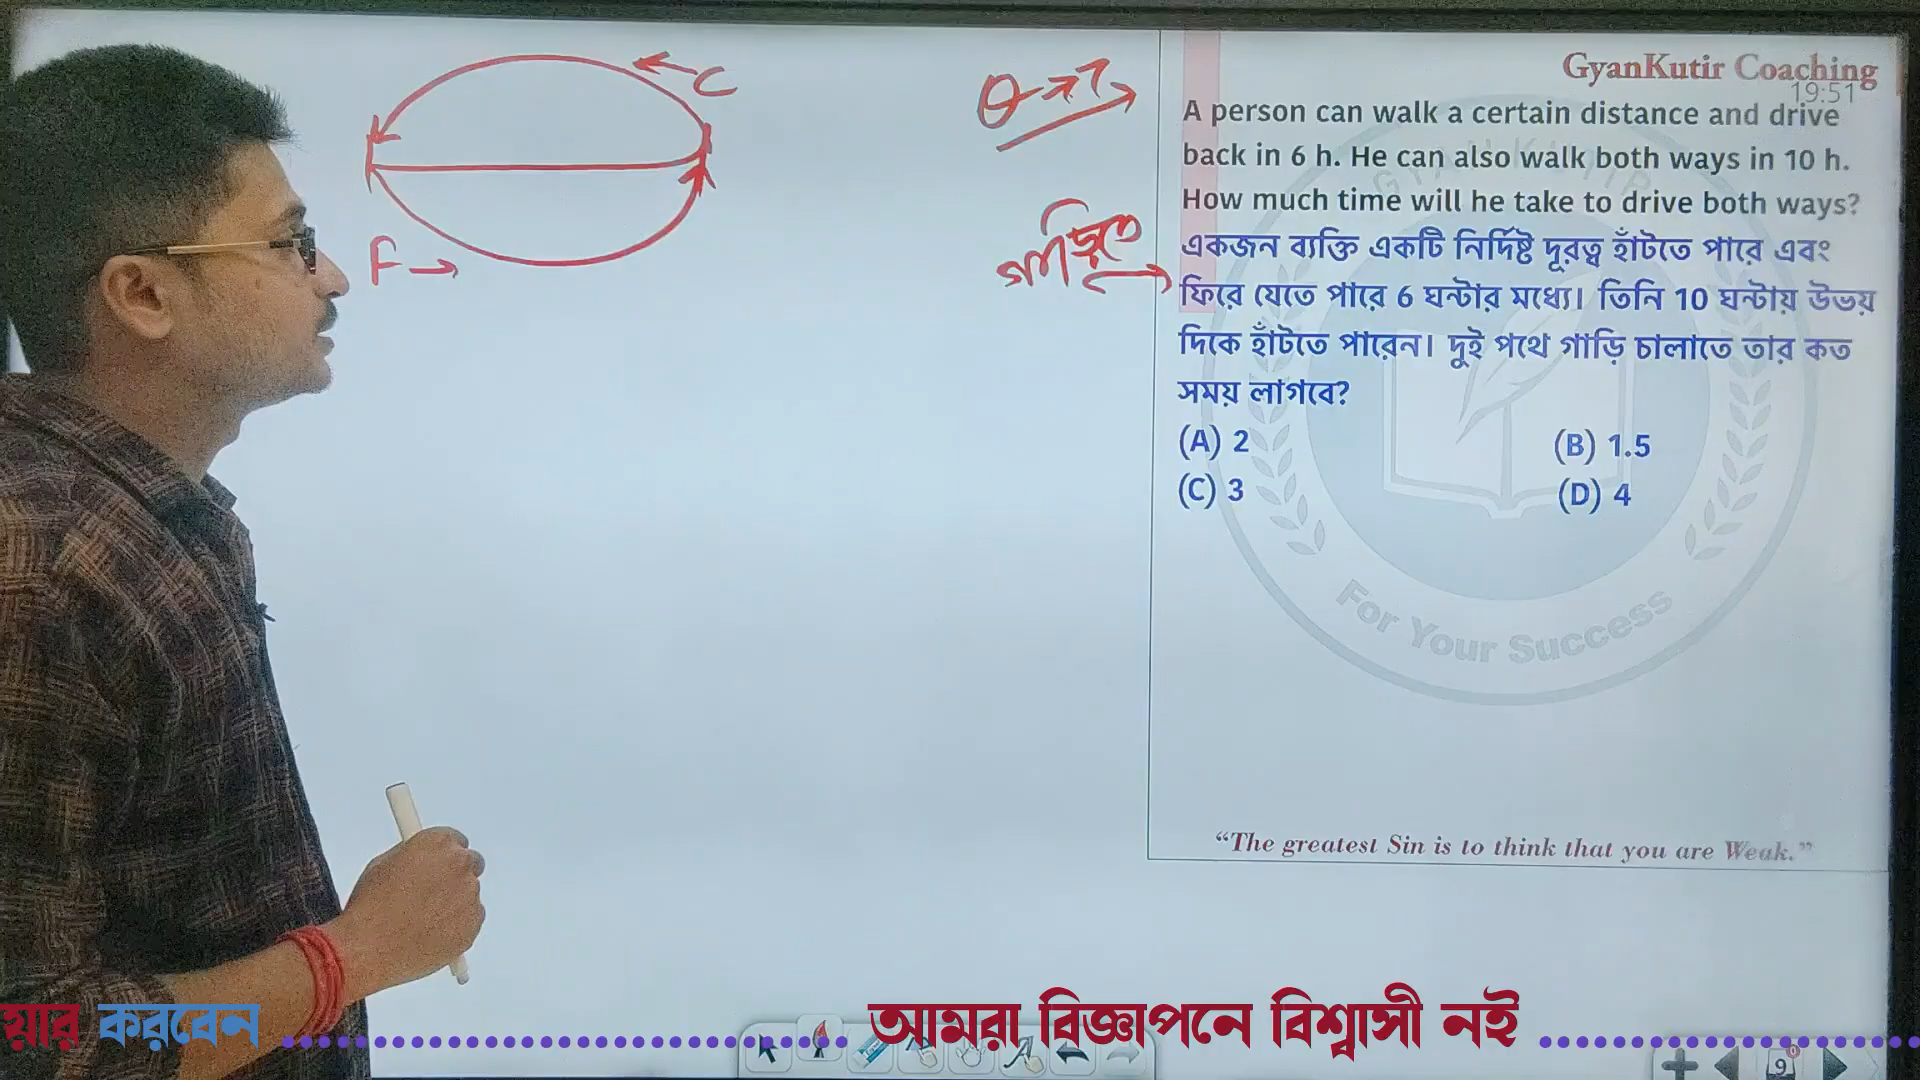 GyanKutir Coaching
19:51
A person can walk a certain distance and drive
back in 6 h. He can also walk both ways in 10 h.
How much time will he take to drive both ways?
একজন ব্যক্তি একটি নির্দিষ্ট দূরত্ব হাঁটতে পারে এবং
ফিরে যেতে পারে 6 ঘন্টার মধ্যে। তিনি 10 ঘন্টায় উভয়
দিকে হাঁটতে পারেন। দুই পথে গাড়ি চালাতে তার কত
সময় লাগবে?
(A) 2 (B) 1.5
(C) 3 (D) 4
For Your Success
“The greatest Sin is to think that you are Weak.”
C
F
য়ার করবেন .................... আমরা বিজ্ঞাপনে বিশ্বাসী নই ....................
9